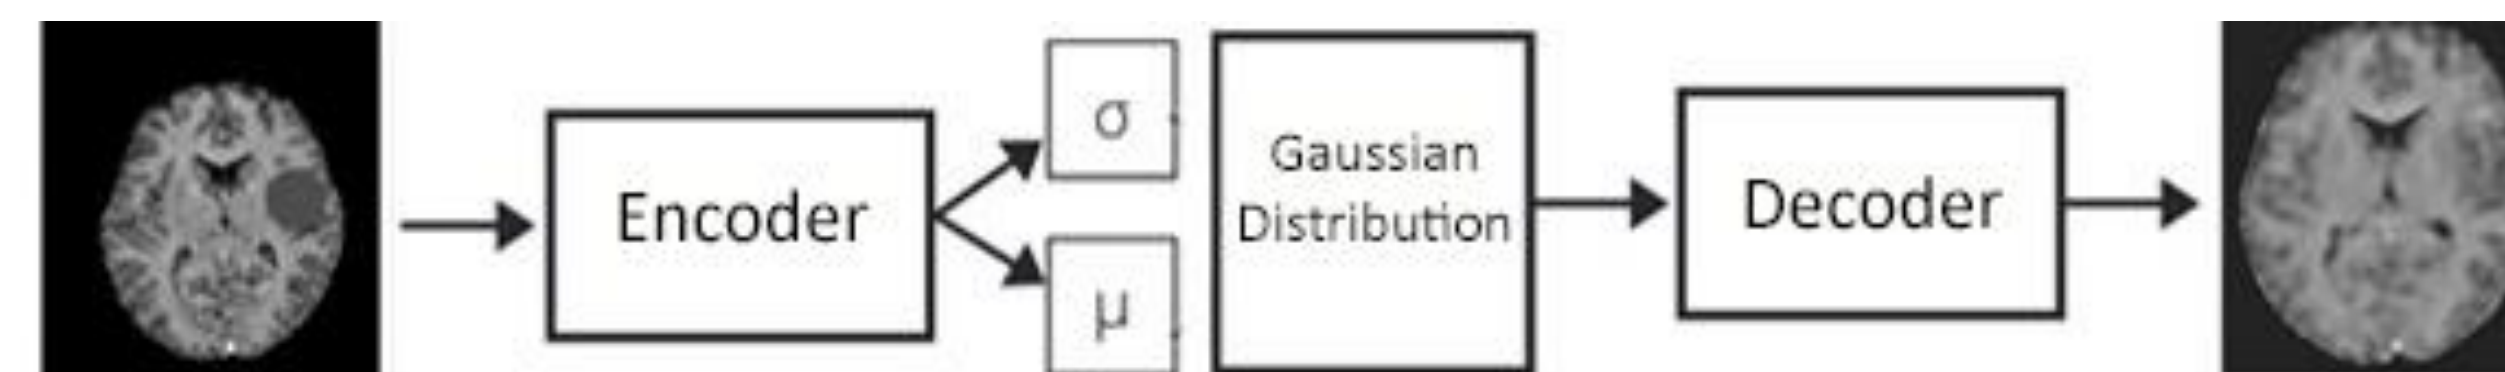 Encoder
σ
μ
Gaussian
Distribution
Decoder